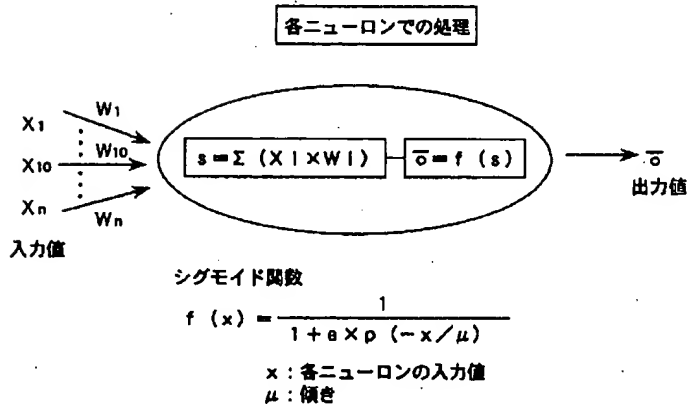 各ニューロンでの処理
X1
W1
X10
W10
Xn
Wn
入力値
s=Σ (XI×WI)
o̅=f (s)
o̅
出力値
シグモイド関数
f (x) = 1 / 1+e×p (-x/μ)
x:各ニューロンの入力値
μ:傾き